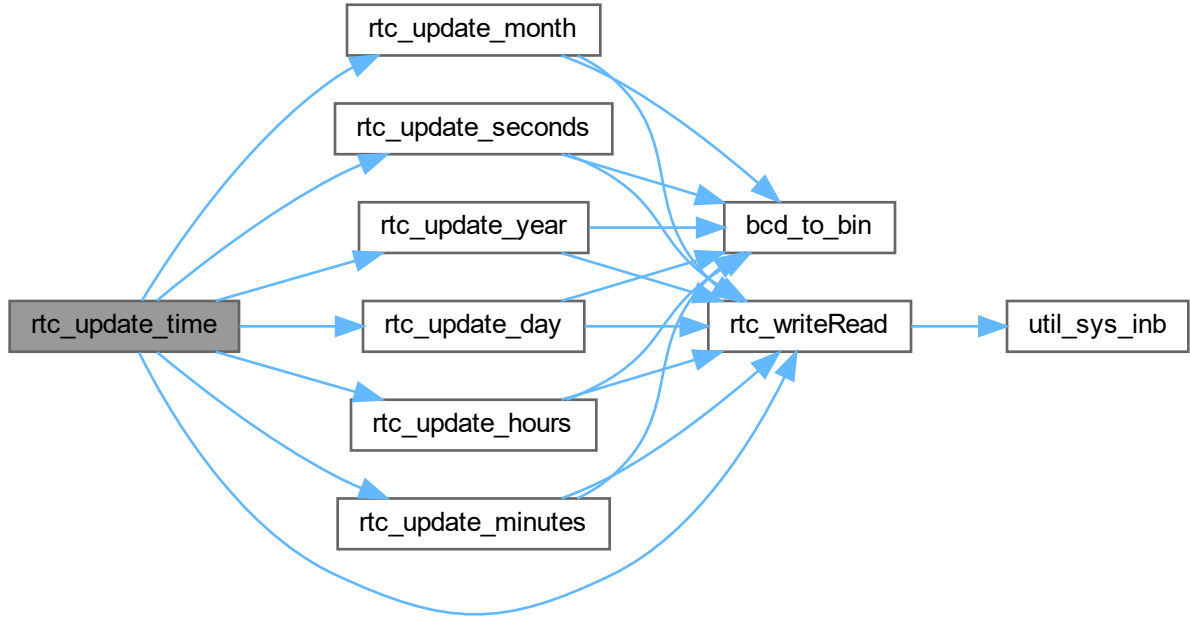 rtc_update_month
rtc_update_seconds
bcd_to_bin
rtc_update_year
rtc_update_time
rtc_update_day
rtc_writeRead
util_sys_inb
rtc_update_hours
rtc_update_minutes